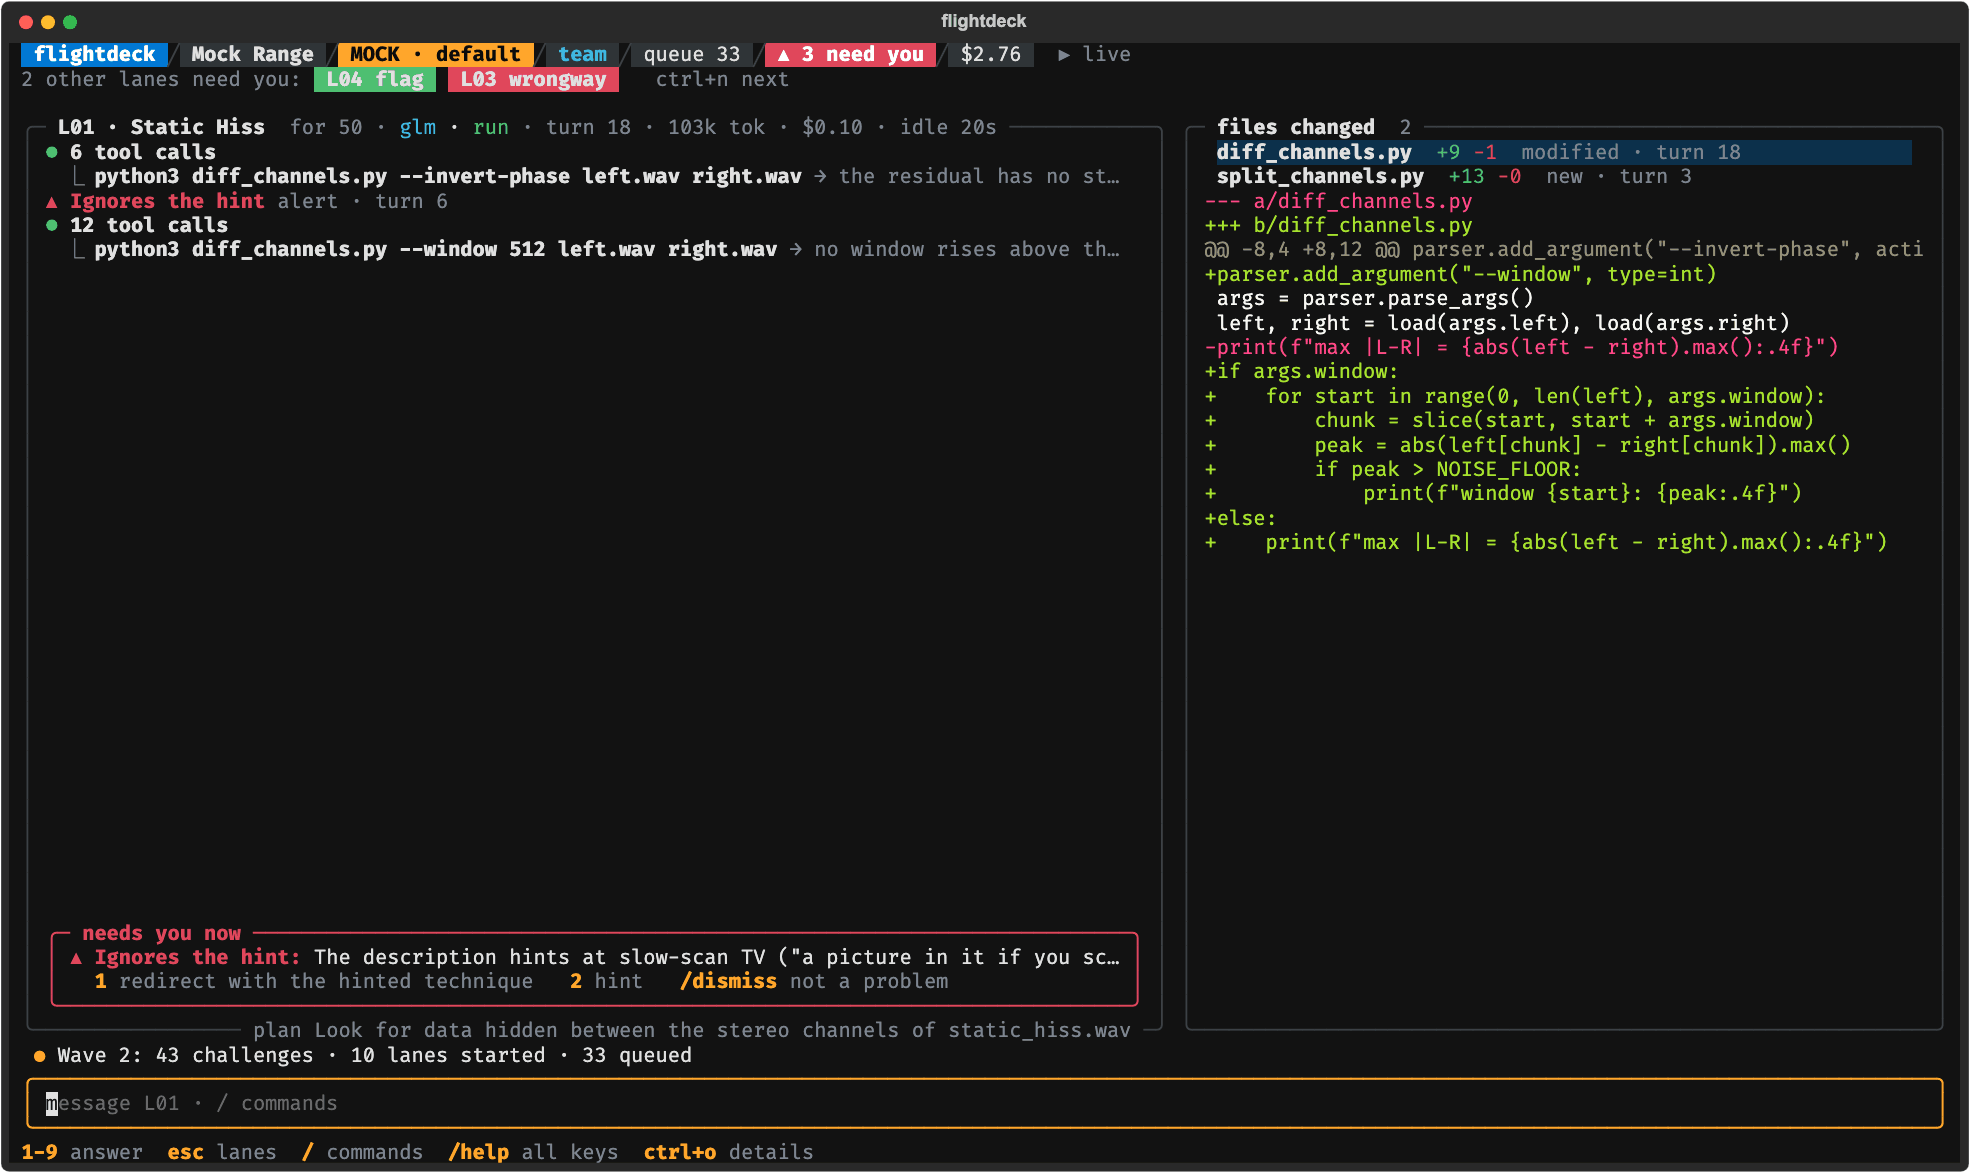 flightdeck
flightdeck / Mock Range / MOCK · default / team / queue 33 / ▲ 3 need you / $2.76 ▶ live
2 other lanes need you: L04 flag L03 wrongway ctrl+n next
L01 · Static Hiss for 50 · glm · run · turn 18 · 103k tok · $0.10 · idle 20s
● 6 tool calls
└ python3 diff_channels.py --invert-phase left.wav right.wav → the residual has no st…
▲ Ignores the hint alert · turn 6
● 12 tool calls
└ python3 diff_channels.py --window 512 left.wav right.wav → no window rises above th…
needs you now
▲ Ignores the hint: The description hints at slow-scan TV ("a picture in it if you sc…
1 redirect with the hinted technique 2 hint /dismiss not a problem
plan Look for data hidden between the stereo channels of static_hiss.wav
files changed 2
diff_channels.py +9 -1 modified · turn 18
split_channels.py +13 -0 new · turn 3
--- a/diff_channels.py
+++ b/diff_channels.py
@@ -8,4 +8,12 @@ parser.add_argument("--invert-phase", acti
+parser.add_argument("--window", type=int)
 args = parser.parse_args()
 left, right = load(args.left), load(args.right)
-print(f"max |L-R| = {abs(left - right).max():.4f}")
+if args.window:
+    for start in range(0, len(left), args.window):
+        chunk = slice(start, start + args.window)
+        peak = abs(left[chunk] - right[chunk]).max()
+        if peak > NOISE_FLOOR:
+            print(f"window {start}: {peak:.4f}")
+else:
+    print(f"max |L-R| = {abs(left - right).max():.4f}")
● Wave 2: 43 challenges · 10 lanes started · 33 queued
message L01 · / commands
1-9 answer esc lanes / commands /help all keys ctrl+o details